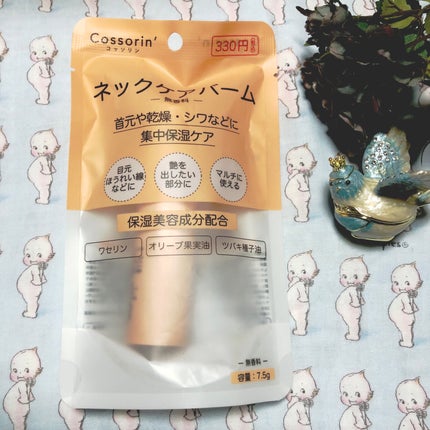 Cossorin'
コッソリン
330円
ネックケアバーム
― 無香料 ―
首元や乾燥・シワなどに
集中保湿ケア
目元
ほうれい線
などに
艶を
出したい
部分に
マルチに
使える
保湿美容成分配合
ワセリン
オリーブ果実油
ツバキ種子油
― 無香料 ―
容量：7.5g